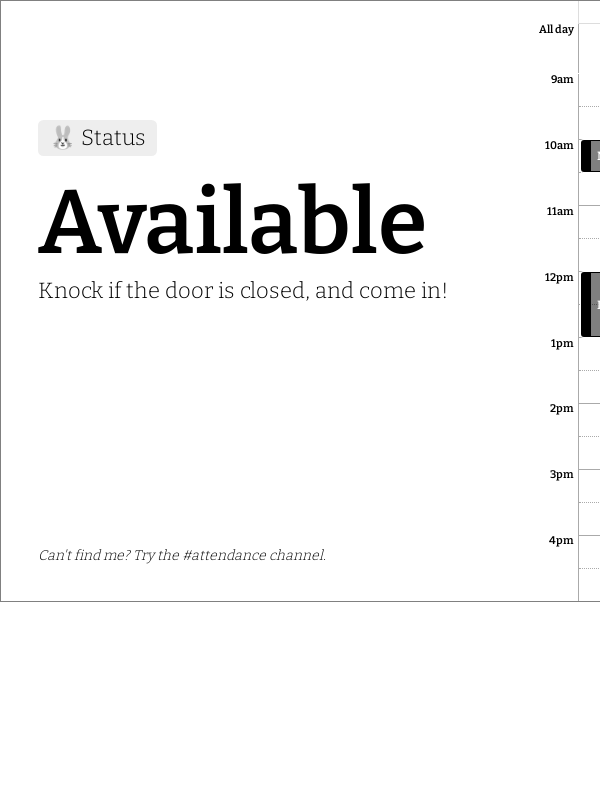 Status
Available
Knock if the door is closed, and come in!
Can't find me? Try the #attendance channel.
All day
9am
10am
11am
12pm
1pm
2pm
3pm
4pm